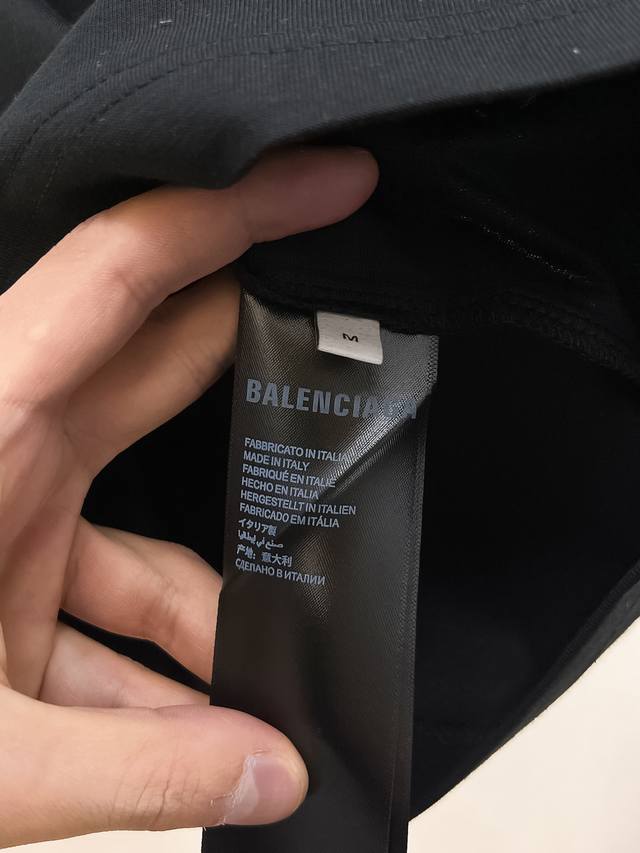 M
BALENCIAGA
FABBRICATO IN ITALIA
MADE IN ITALY
FABRIQUÉ EN ITALIE
HECHO EN ITALIA
HERGESTELLT IN ITALIEN
FABRICADO EM ITÁLIA
イタリア製
صنع في إيطاليا
产地：意大利
СДЕЛАНО В ИТАЛИИ